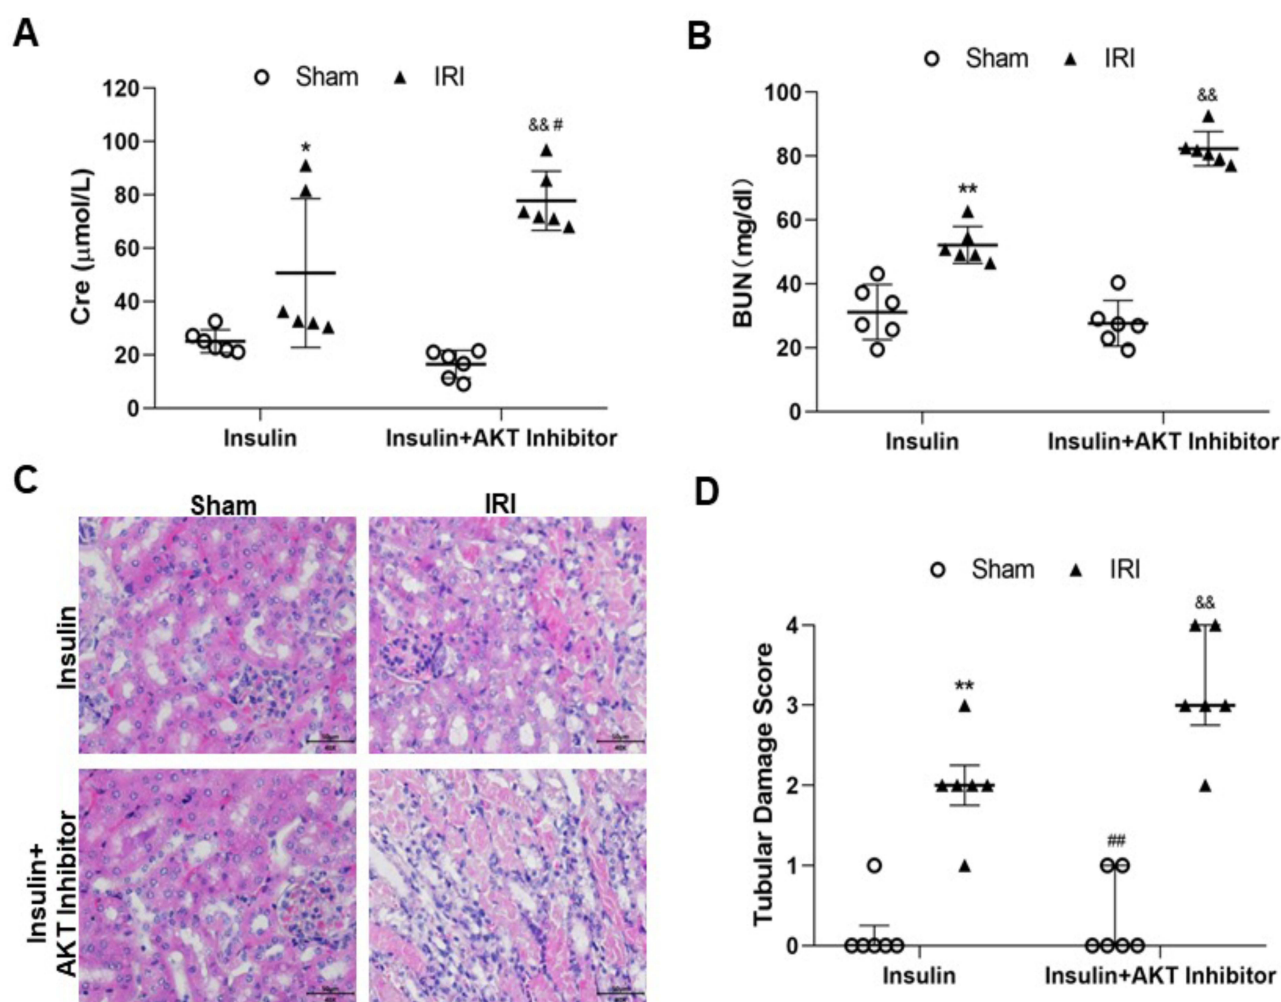 A
Sham IRI
120
100
80
60
40
20
0
Cre (μmol/L)
*
&& #
Insulin
Insulin+AKT Inhibitor
B
Sham IRI
100
80
60
40
20
0
BUN(mg/dl)
**
&&
Insulin
Insulin+AKT Inhibitor
C
Sham
IRI
Insulin
Insulin+
AKT Inhibitor
D
Sham IRI
4
3
2
1
0
Tubular Damage Score
**
##
&&
Insulin
Insulin+AKT Inhibitor